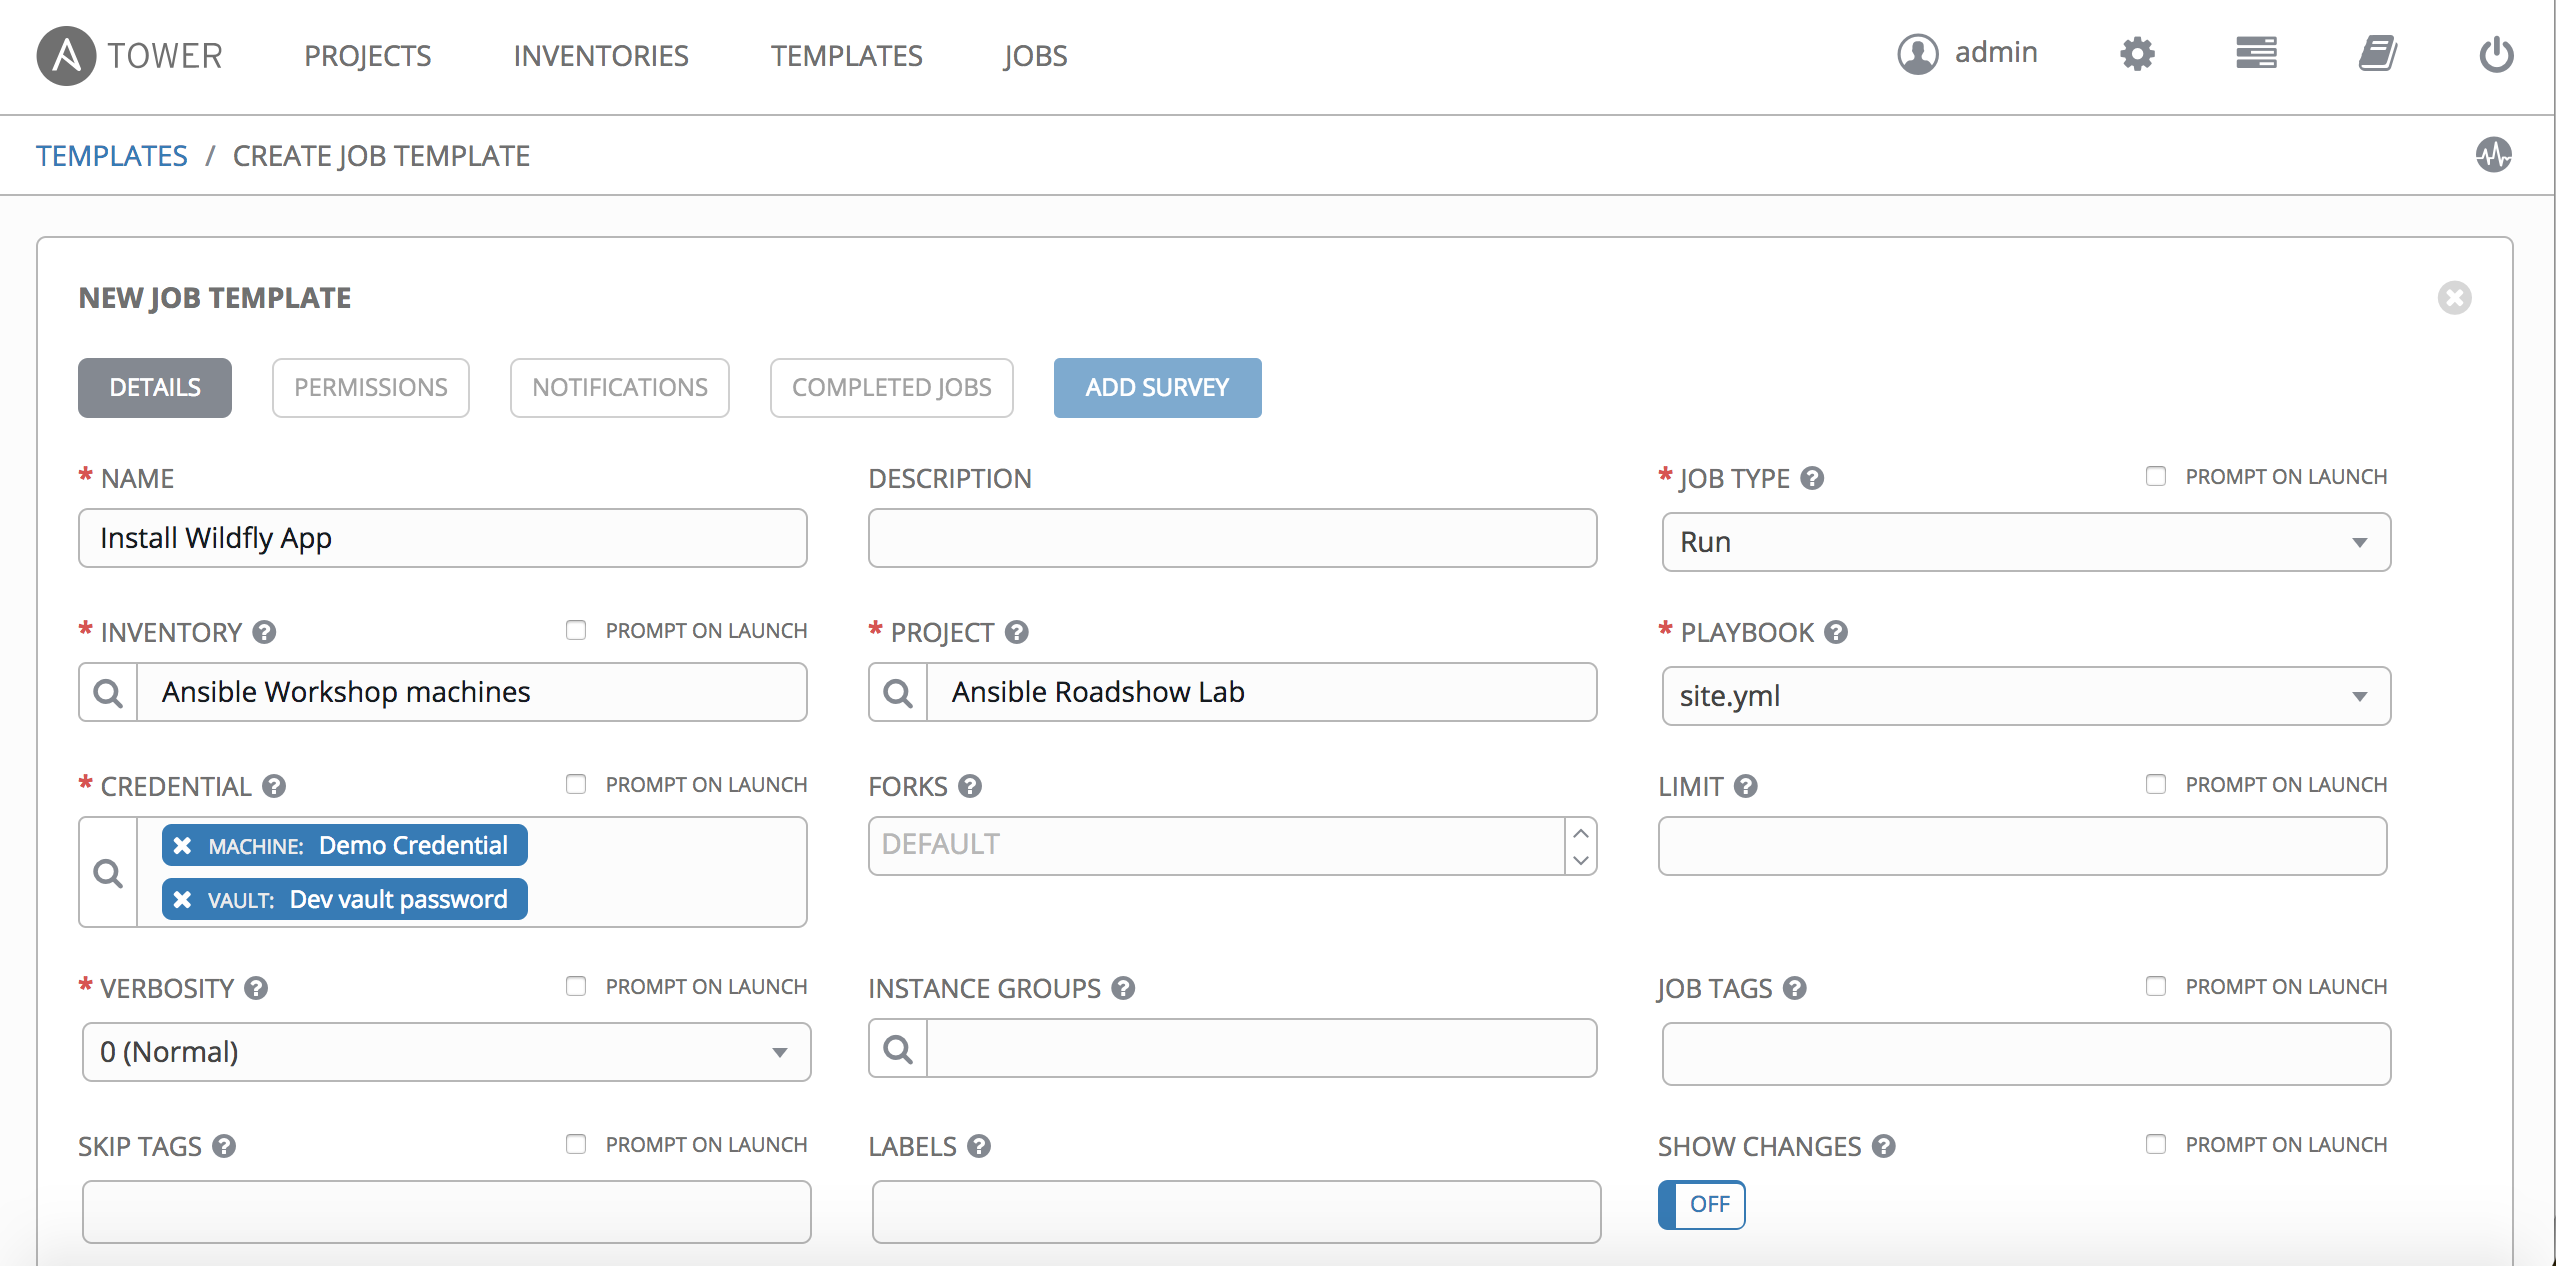 TOWER PROJECTS INVENTORIES TEMPLATES JOBS admin
TEMPLATES / CREATE JOB TEMPLATE
NEW JOB TEMPLATE
DETAILS PERMISSIONS NOTIFICATIONS COMPLETED JOBS ADD SURVEY
* NAME DESCRIPTION * JOB TYPE ? PROMPT ON LAUNCH
Install Wildfly App Run
* INVENTORY ? PROMPT ON LAUNCH * PROJECT ? * PLAYBOOK ?
Ansible Workshop machines Ansible Roadshow Lab site.yml
* CREDENTIAL ? PROMPT ON LAUNCH FORKS ? LIMIT ? PROMPT ON LAUNCH
MACHINE: Demo Credential DEFAULT
VAULT: Dev vault password
* VERBOSITY ? PROMPT ON LAUNCH INSTANCE GROUPS ? JOB TAGS ? PROMPT ON LAUNCH
0 (Normal)
SKIP TAGS ? PROMPT ON LAUNCH LABELS ? SHOW CHANGES ? PROMPT ON LAUNCH
OFF